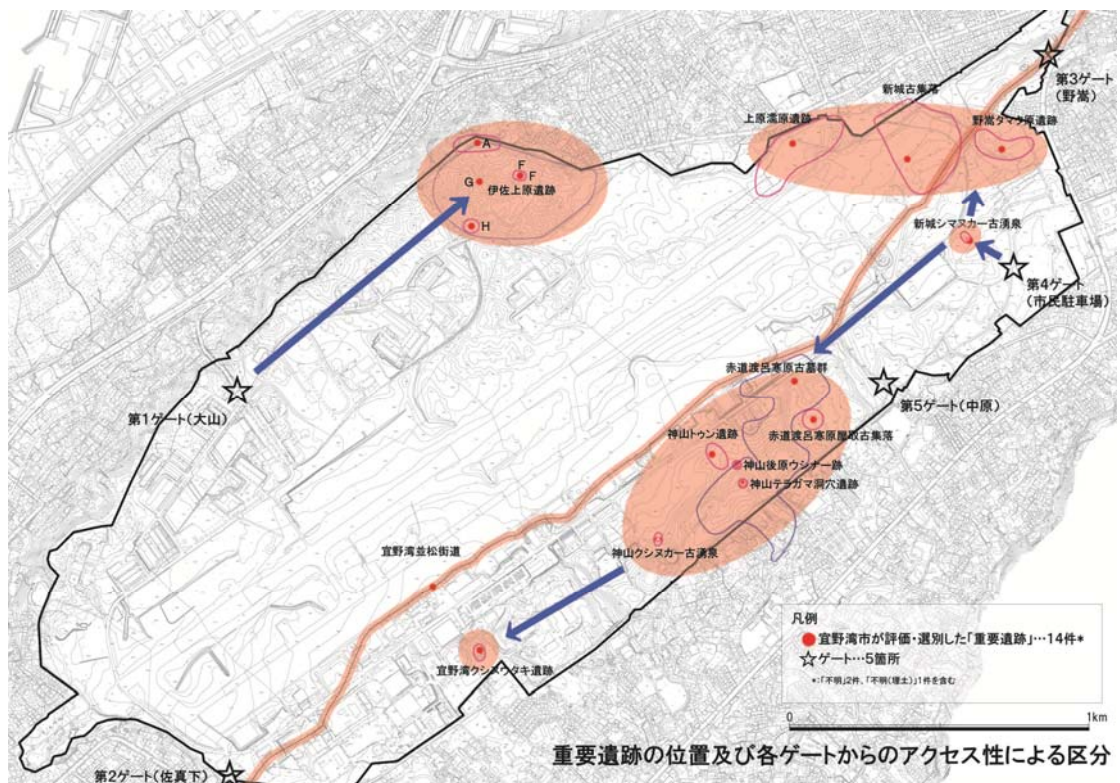 第3ゲート
(野嵩)
新城古集落
上原濡原遺跡
野嵩タマタ原遺跡
A
F
G
F
伊佐上原遺跡
H
新城シマヌカー古湧泉
第4ゲート
(市民駐車場)
赤道渡呂寒原古墓群
第1ゲート(大山)
第5ゲート(中原)
神山トゥン遺跡
赤道渡呂寒原屋取古集落
神山後原ウシナー跡
神山テラガマ洞穴遺跡
宜野湾並松街道
神山クシヌカー古湧泉
宜野湾クシヌウタキ遺跡
第2ゲート(佐真下)
凡例
宜野湾市が評価・選別した「重要遺跡」…14件*
ゲート…5箇所
*:「不明」2件、「不明(埋土)」1件を含む
0
1km
重要遺跡の位置及び各ゲートからのアクセス性による区分